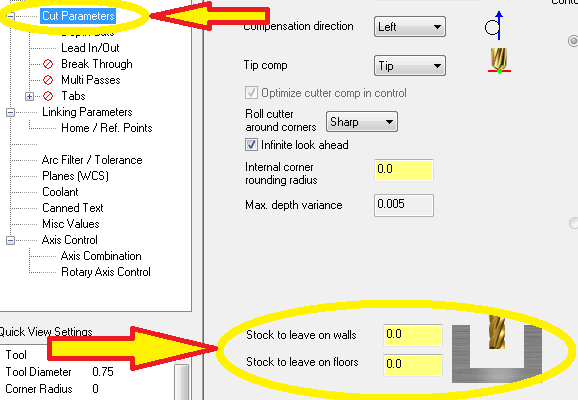 Cut Parameters
Depth Cuts
Lead In/Out
Break Through
Multi Passes
Tabs
Linking Parameters
Home / Ref. Points
Arc Filter / Tolerance
Planes (WCS)
Coolant
Canned Text
Misc Values
Axis Control
Axis Combination
Rotary Axis Control
Quick View Settings
Tool
Tool Diameter 0.75
Corner Radius 0
Compensation direction Left
Tip comp Tip
Optimize cutter comp in control
Roll cutter
around corners Sharp
Infinite look ahead
Internal corner
rounding radius 0.0
Max. depth variance 0.005
Stock to leave on walls 0.0
Stock to leave on floors 0.0